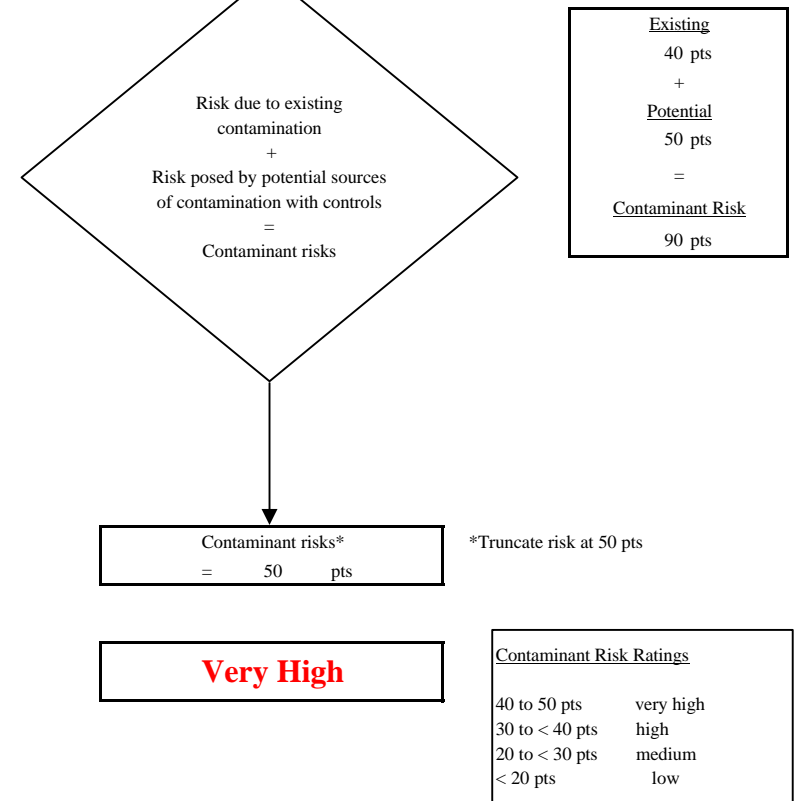 Risk due to existing
contamination
+
Risk posed by potential sources
of contamination with controls
=
Contaminant risks
Existing
40 pts
+
Potential
50 pts
=
Contaminant Risk
90 pts
Contaminant risks*
= 50 pts
*Truncate risk at 50 pts
Very High
Contaminant Risk Ratings
40 to 50 pts very high
30 to < 40 pts high
20 to < 30 pts medium
< 20 pts low